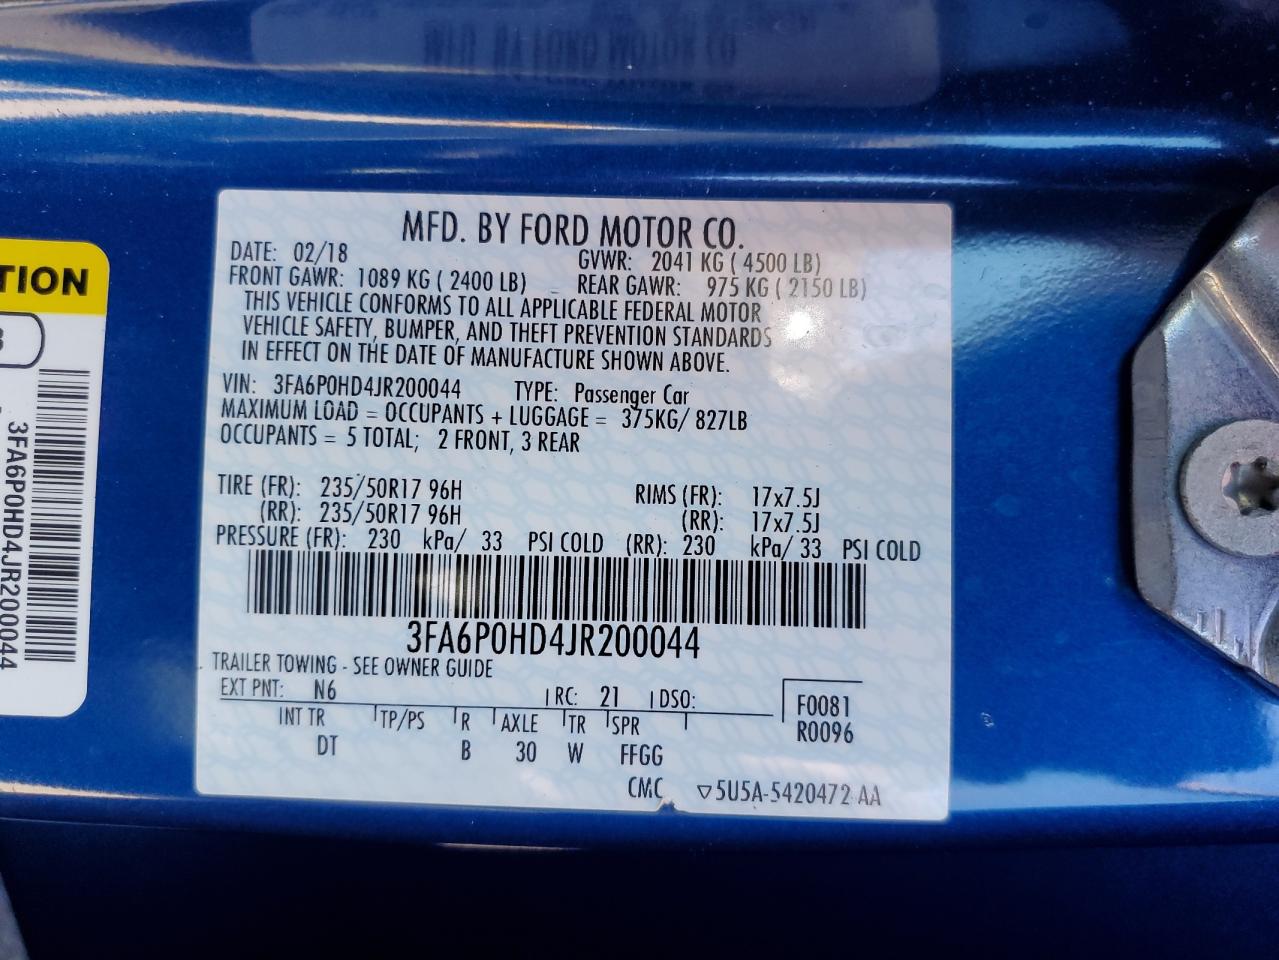 MFD. BY FORD MOTOR CO.
DATE: 02/18 GVWR: 2041 KG ( 4500 LB)
FRONT GAWR: 1089 KG ( 2400 LB) REAR GAWR: 975 KG ( 2150 LB)
THIS VEHICLE CONFORMS TO ALL APPLICABLE FEDERAL MOTOR
VEHICLE SAFETY, BUMPER, AND THEFT PREVENTION STANDARDS
IN EFFECT ON THE DATE OF MANUFACTURE SHOWN ABOVE.
VIN: 3FA6P0HD4JR200044 TYPE: Passenger Car
MAXIMUM LOAD = OCCUPANTS + LUGGAGE = 375KG/ 827LB
OCCUPANTS = 5 TOTAL; 2 FRONT, 3 REAR
TIRE (FR): 235/50R17 96H RIMS (FR): 17x7.5J
(RR): 235/50R17 96H (RR): 17x7.5J
PRESSURE (FR): 230 kPa/ 33 PSI COLD (RR): 230 kPa/ 33 PSI COLD
3FA6P0HD4JR200044
TRAILER TOWING - SEE OWNER GUIDE
EXT PNT: N6 RC: 21 DSO: F0081
R0096
INT TR TP/PS R AXLE TR SPR
DT B 30 W FFGG
CMC ▽5U5A-5420472 AA
TION
3FA6P0HD4JR200044